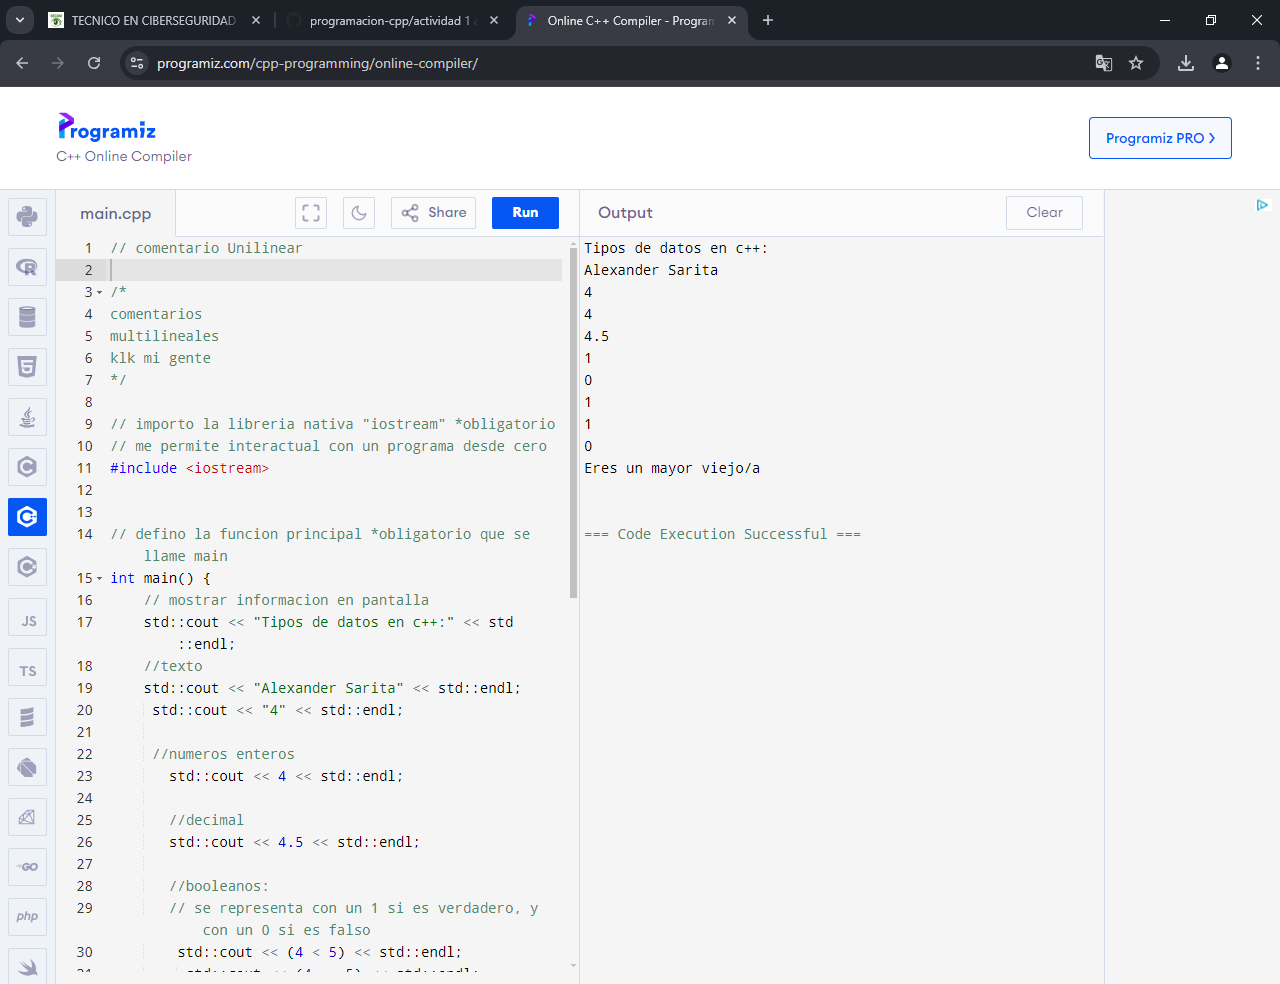 TECNICO EN CIBERSEGURIDAD
programacion-cpp/actividad 1
Online C++ Compiler - Program
programiz.com/cpp-programming/online-compiler/
Programiz
C++ Online Compiler
Programiz PRO >
main.cpp
Share
Run
Output
Clear
1 // comentario Unilinear
2
3 /*
4 comentarios
5 multilineales
6 klk mi gente
7 */
8
9 // importo la libreria nativa "iostream" *obligatorio
10 // me permite interactual con un programa desde cero
11 #include <iostream>
12
13
14 // defino la funcion principal *obligatorio que se
llame main
15 int main() {
16 // mostrar informacion en pantalla
17 std::cout << "Tipos de datos en c++:" << std
::endl;
18 //texto
19 std::cout << "Alexander Sarita" << std::endl;
20 std::cout << "4" << std::endl;
21
22 //numeros enteros
23 std::cout << 4 << std::endl;
24
25 //decimal
26 std::cout << 4.5 << std::endl;
27
28 //booleanos:
29 // se representa con un 1 si es verdadero, y
con un 0 si es falso
30 std::cout << (4 < 5) << std::endl;
Tipos de datos en c++:
Alexander Sarita
4
4
4.5
1
0
1
1
0
Eres un mayor viejo/a
=== Code Execution Successful ===
JS
TS
GO
php